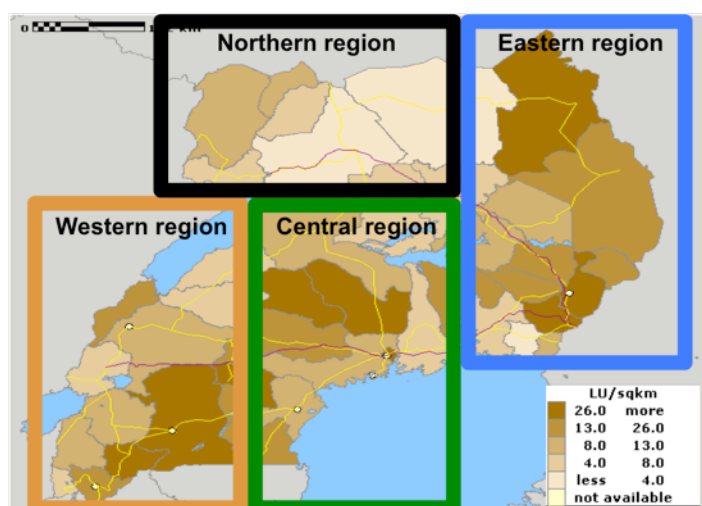 0
km
Northern region
Eastern region
Western region
Central region
LU/sqkm
26.0 more
13.0 26.0
8.0 13.0
4.0 8.0
less 4.0
not available